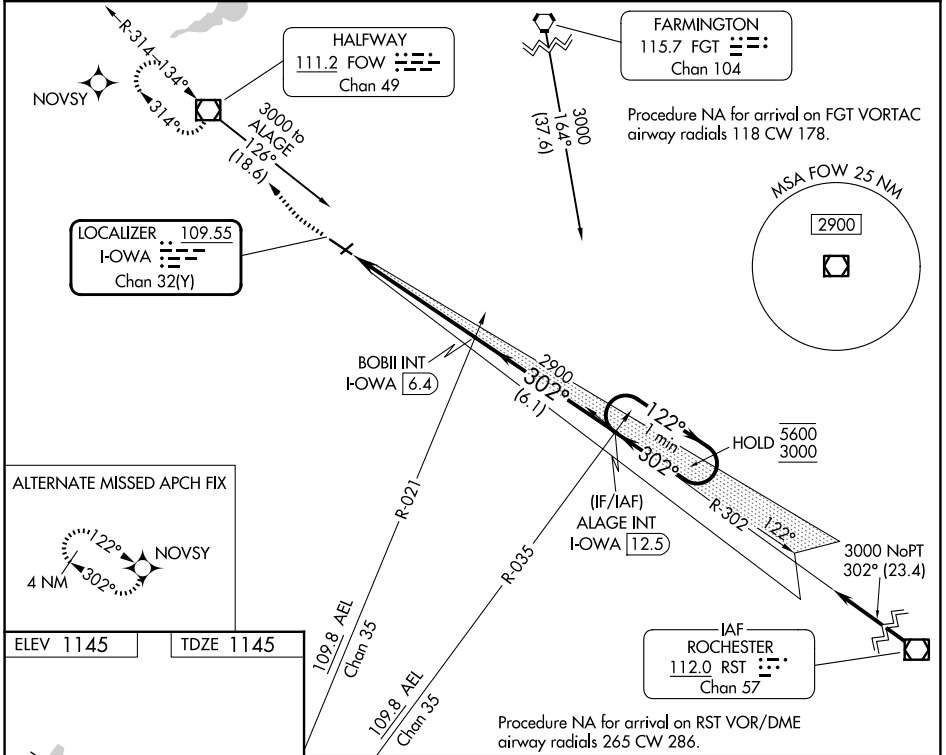 R-314
134°
314°
NOVSY
HALFWAY
111.2 FOW
Chan 49
3000 to
ALAGE
126°
(18.6)
FARMINGTON
115.7 FGT
Chan 104
3000
164°
(37.6)
Procedure NA for arrival on FGT VORTAC
airway radials 118 CW 178.
MSA FOW 25 NM
2900
LOCALIZER 109.55
I-OWA
Chan 32(Y)
BOBII INT
I-OWA 6.4
2900
302°
(6.1)
122°
1 min
302°
HOLD 5600
3000
(IF/IAF)
ALAGE INT
I-OWA 12.5
R-302
122°
3000 NoPT
302° (23.4)
IAF
ROCHESTER
112.0 RST
Chan 57
Procedure NA for arrival on RST VOR/DME
airway radials 265 CW 286.
R-021
109.8 AEL
Chan 35
R-035
109.8 AEL
Chan 35
ALTERNATE MISSED APCH FIX
122°
NOVSY
4 NM
302°
ELEV 1145
TDZE 1145